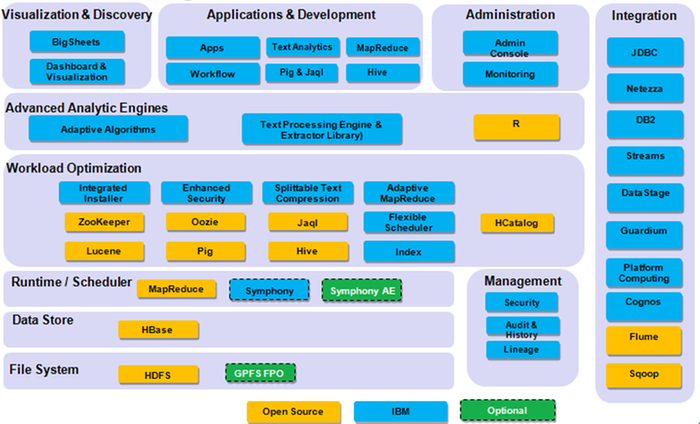 Visualization & Discovery
BigSheets
Dashboard &
Visualization
Applications & Development
Apps
Text Analytics
MapReduce
Workflow
Pig & Jaql
Hive
Administration
Admin
Console
Monitoring
Integration
JDBC
Netezza
DB2
Streams
DataStage
Guardium
Platform
Computing
Cognos
Flume
Sqoop
Advanced Analytic Engines
Adaptive Algorithms
Text Processing Engine &
Extractor Library)
R
Workload Optimization
Integrated
Installer
Enhanced
Security
Splittable Text
Compression
Adaptive
MapReduce
ZooKeeper
Oozie
Jaql
Flexible
Scheduler
HCatalog
Lucene
Pig
Hive
Index
Runtime / Scheduler
MapReduce
Symphony
Symphony AE
Data Store
HBase
File System
HDFS
GPFS FPO
Management
Security
Audit &
History
Lineage
Open Source
IBM
Optional